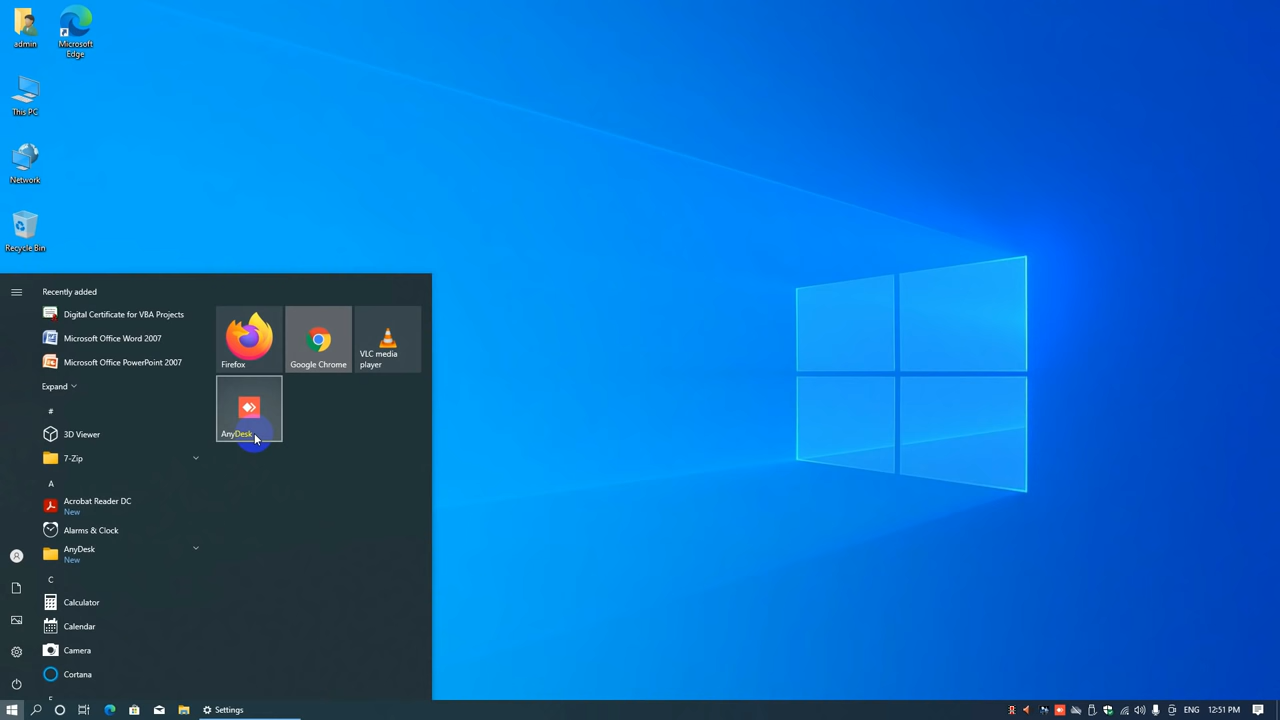 admin
Microsoft
Edge
This PC
Network
Recycle Bin
Recently added
Digital Certificate for VBA Projects
Microsoft Office Word 2007
Microsoft Office PowerPoint 2007
Expand
#
3D Viewer
7-Zip
A
Acrobat Reader DC
New
Alarms & Clock
AnyDesk
New
C
Calculator
Calendar
Camera
Cortana
Firefox
Google Chrome
VLC media
player
AnyDesk
Settings
ENG
12:51 PM